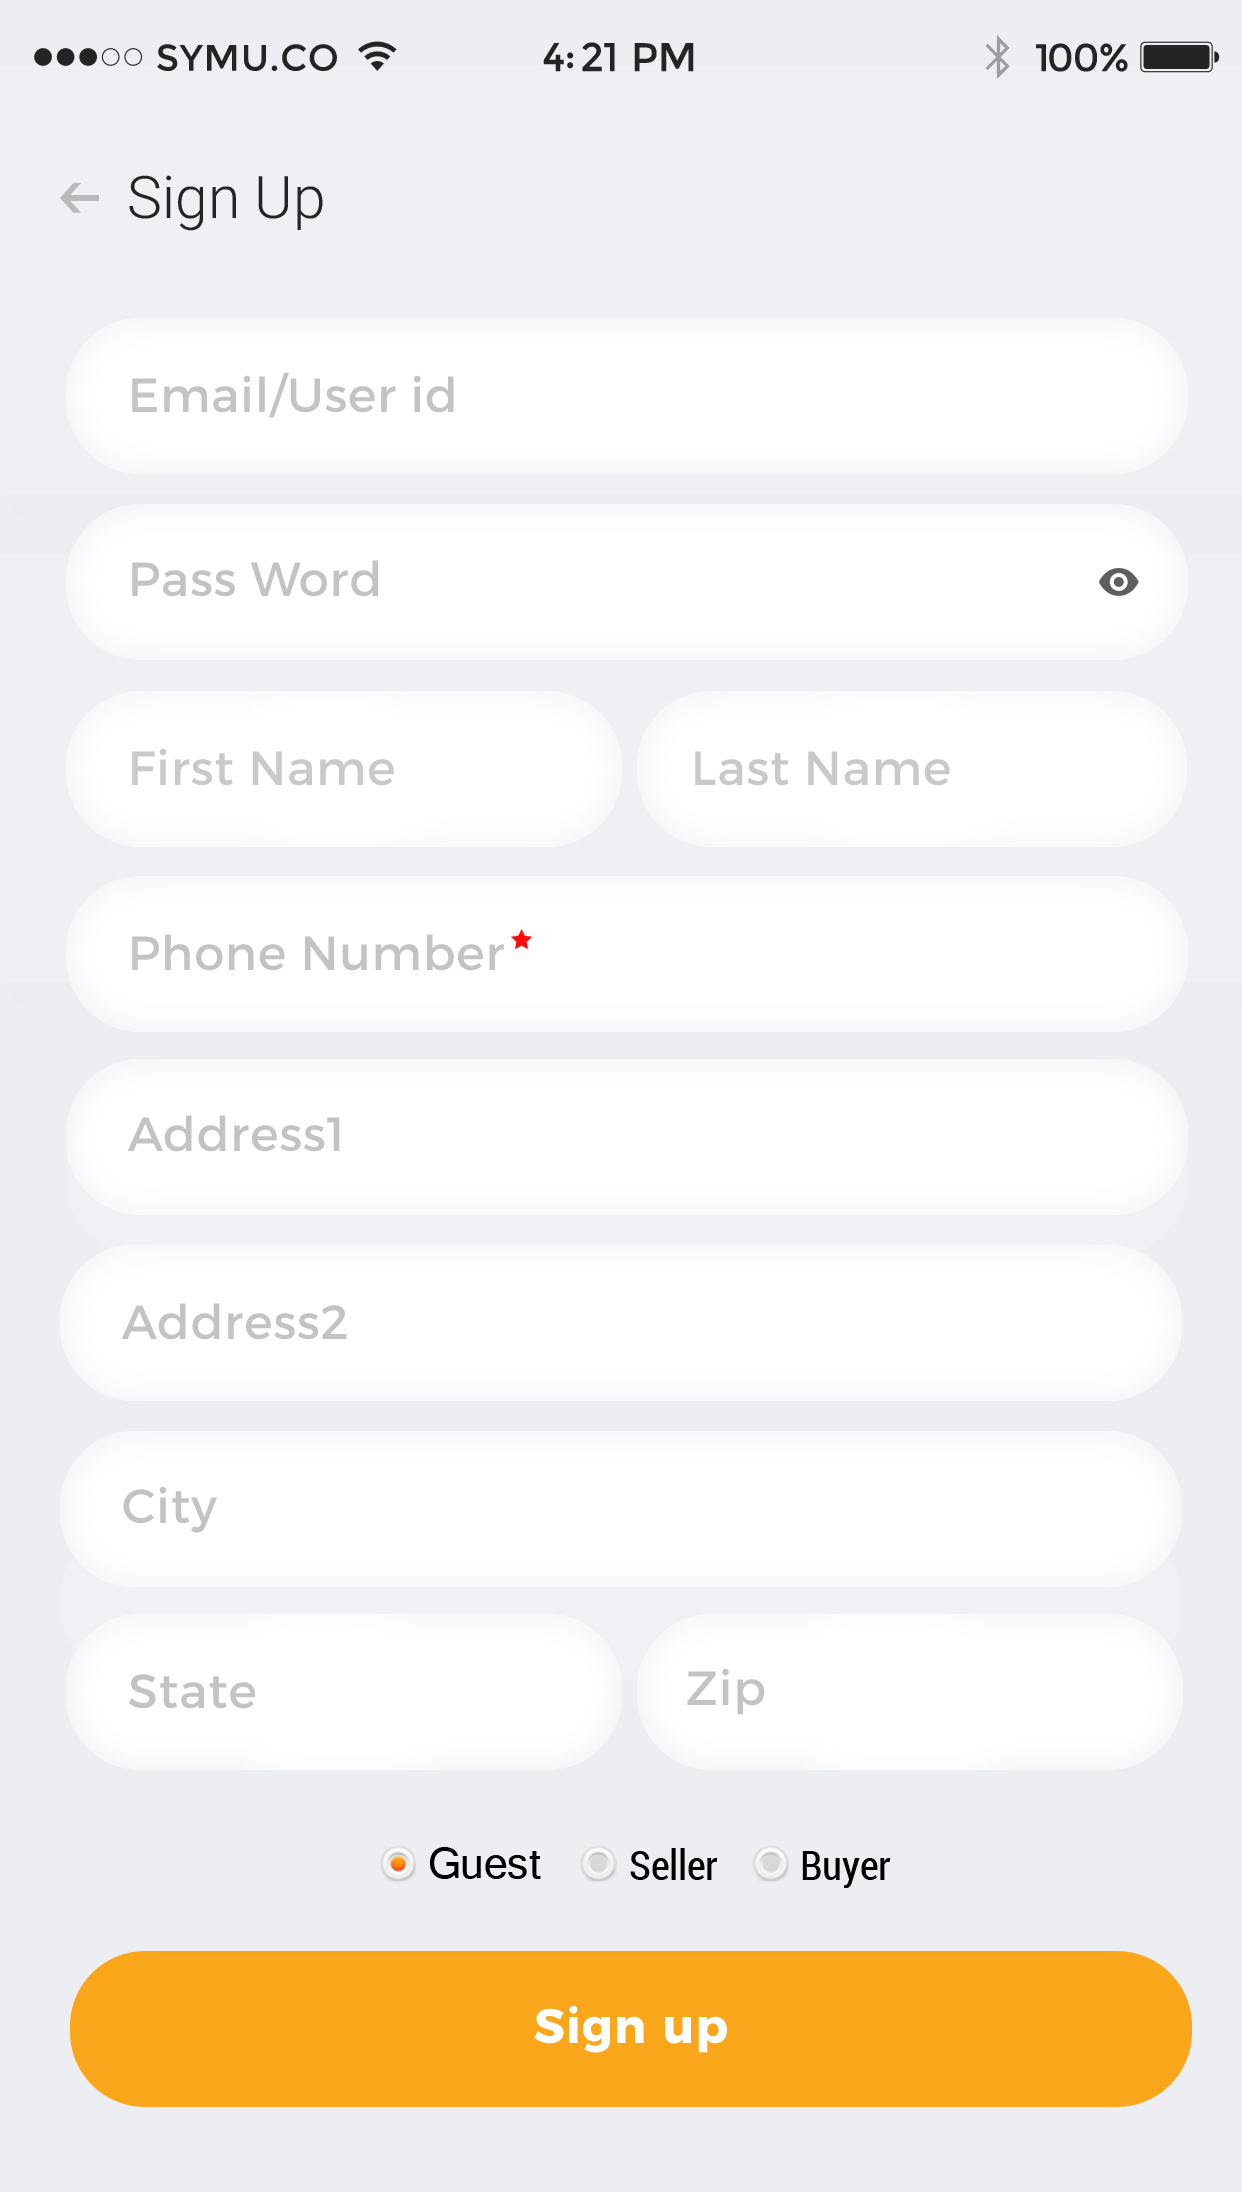 SYMU.CO 4:21 PM 100%
Sign Up
Email/User id
Pass Word
First Name Last Name
Phone Number
Address1
Address2
City
State Zip
Guest Seller Buyer
Sign up